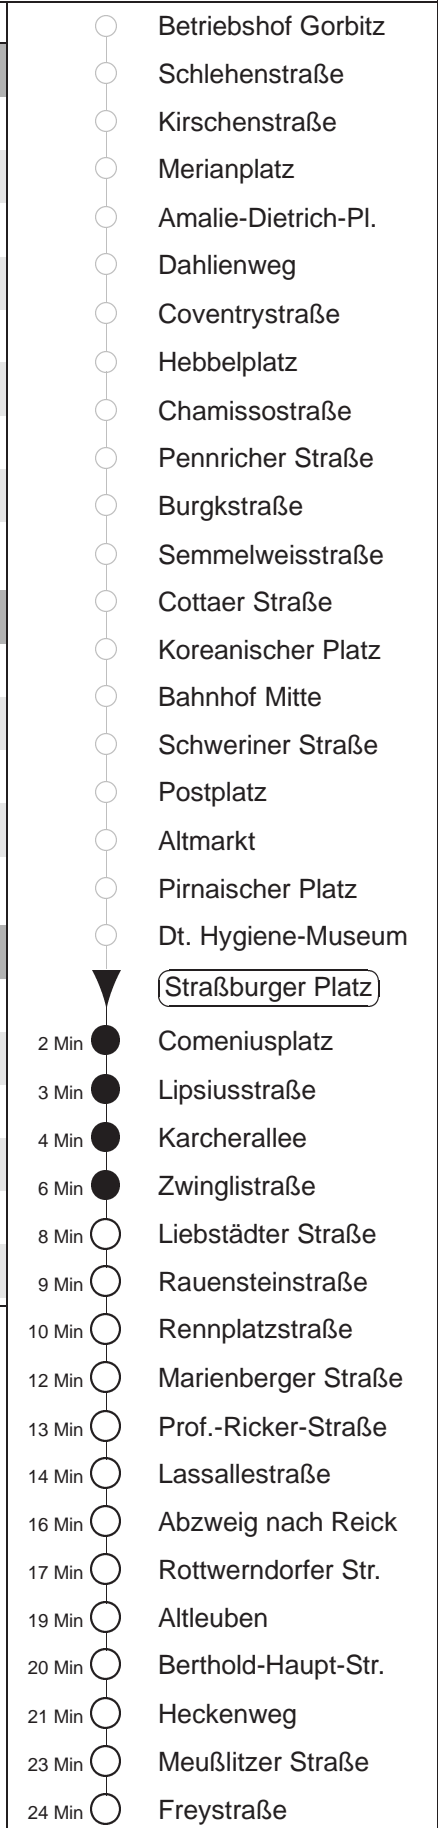 Betriebshof Gorbitz
Schlehenstraße
Kirschenstraße
Merianplatz
Amalie-Dietrich-Pl.
Dahlienweg
Coventrystraße
Hebbelplatz
Chamissostraße
Pennricher Straße
Burgkstraße
Semmelweisstraße
Cottaer Straße
Koreanischer Platz
Bahnhof Mitte
Schweriner Straße
Postplatz
Altmarkt
Pirnaischer Platz
Dt. Hygiene-Museum
Straßburger Platz
2 Min Comeniusplatz
3 Min Lipsiusstraße
4 Min Karcherallee
6 Min Zwinglistraße
8 Min Liebstädter Straße
9 Min Rauensteinstraße
10 Min Rennplatzstraße
12 Min Marienberger Straße
13 Min Prof.-Ricker-Straße
14 Min Lassallestraße
16 Min Abzweig nach Reick
17 Min Rottwerndorfer Str.
19 Min Altleuben
20 Min Berthold-Haupt-Str.
21 Min Heckenweg
23 Min Meußlitzer Straße
24 Min Freystraße